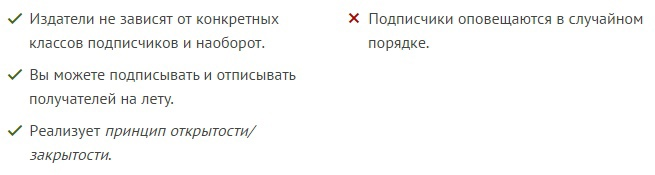 Издатели не зависят от конкретных
классов подписчиков и наоборот.
Вы можете подписывать и отписывать
получателей на лету.
Реализует принцип открытости/
закрытости.
Подписчики оповещаются в случайном
порядке.